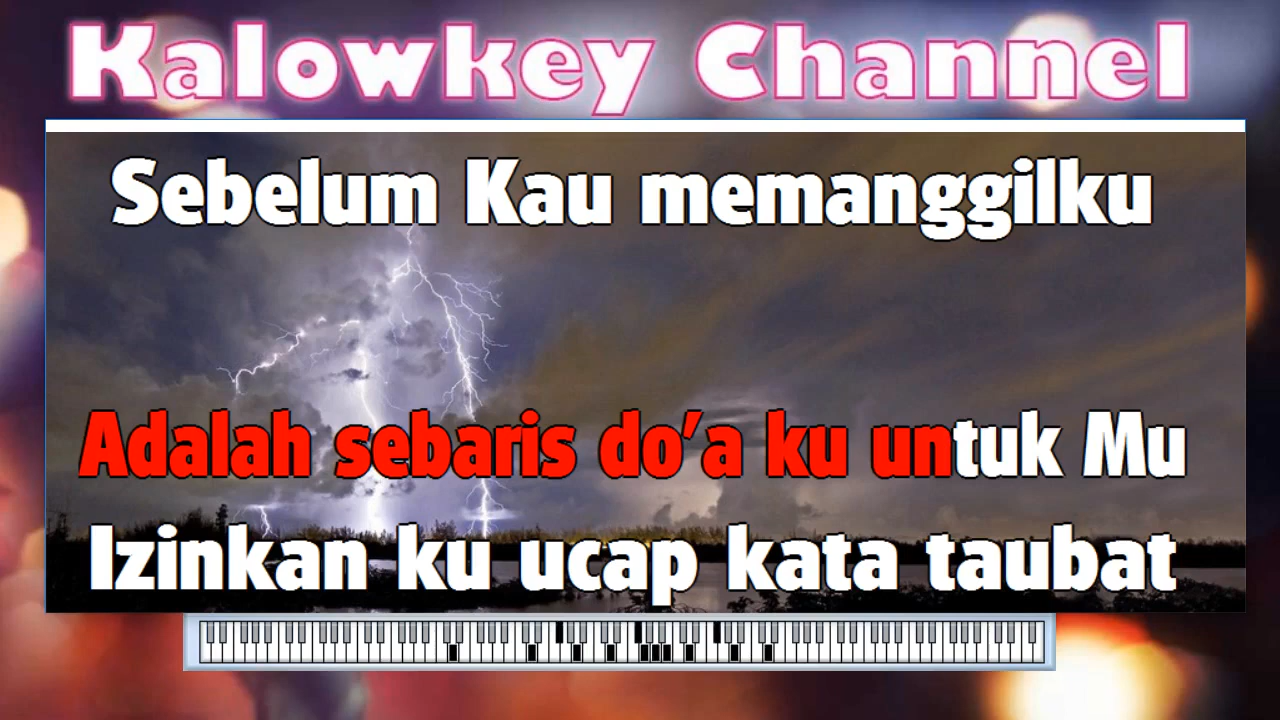 Kalowkey Channel
Sebelum Kau memanggilku
Adalah sebaris do’a ku untuk Mu
Izinkan ku ucap kata taubat